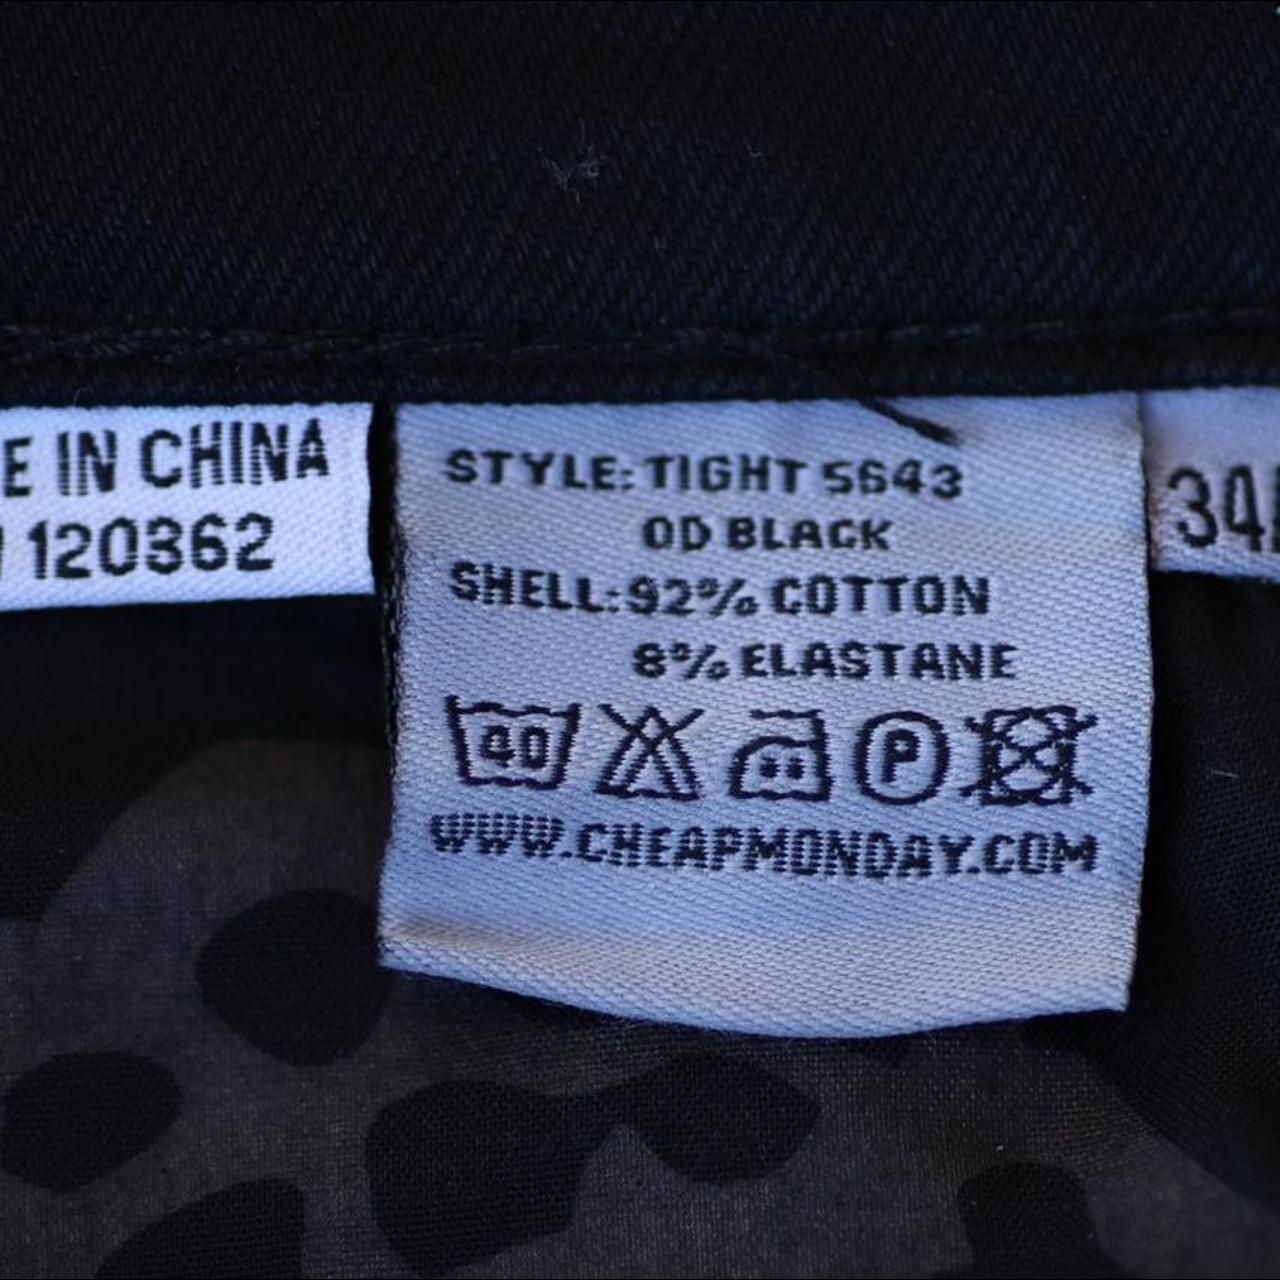 E IN CHINA
120362
STYLE: TIGHT 5643
OD BLACK
SHELL: 92% COTTON
8% ELASTANE
40
P
WWW.CHEAPMONDAY.COM
34